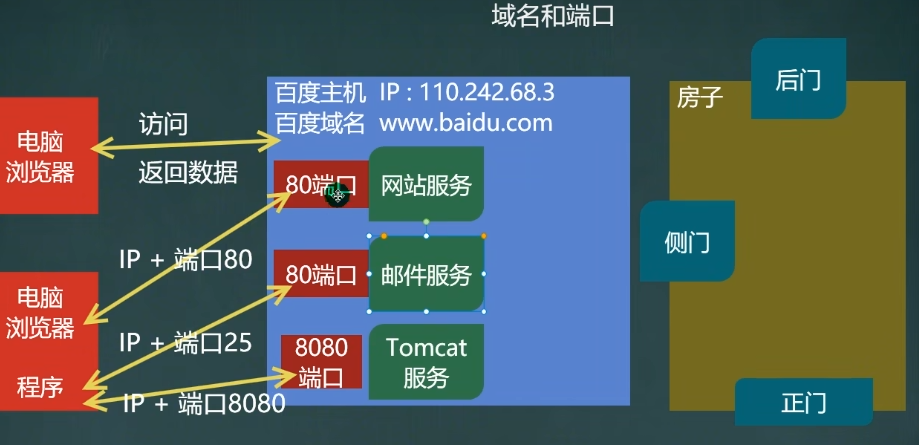 域名和端口
电脑
浏览器
访问
返回数据
百度主机 IP : 110.242.68.3
百度域名 www.baidu.com
80端口
网站服务
IP + 端口80
80端口
邮件服务
电脑
浏览器
程序
IP + 端口25
8080
端口
Tomcat
服务
IP + 端口8080
房子
后门
侧门
正门